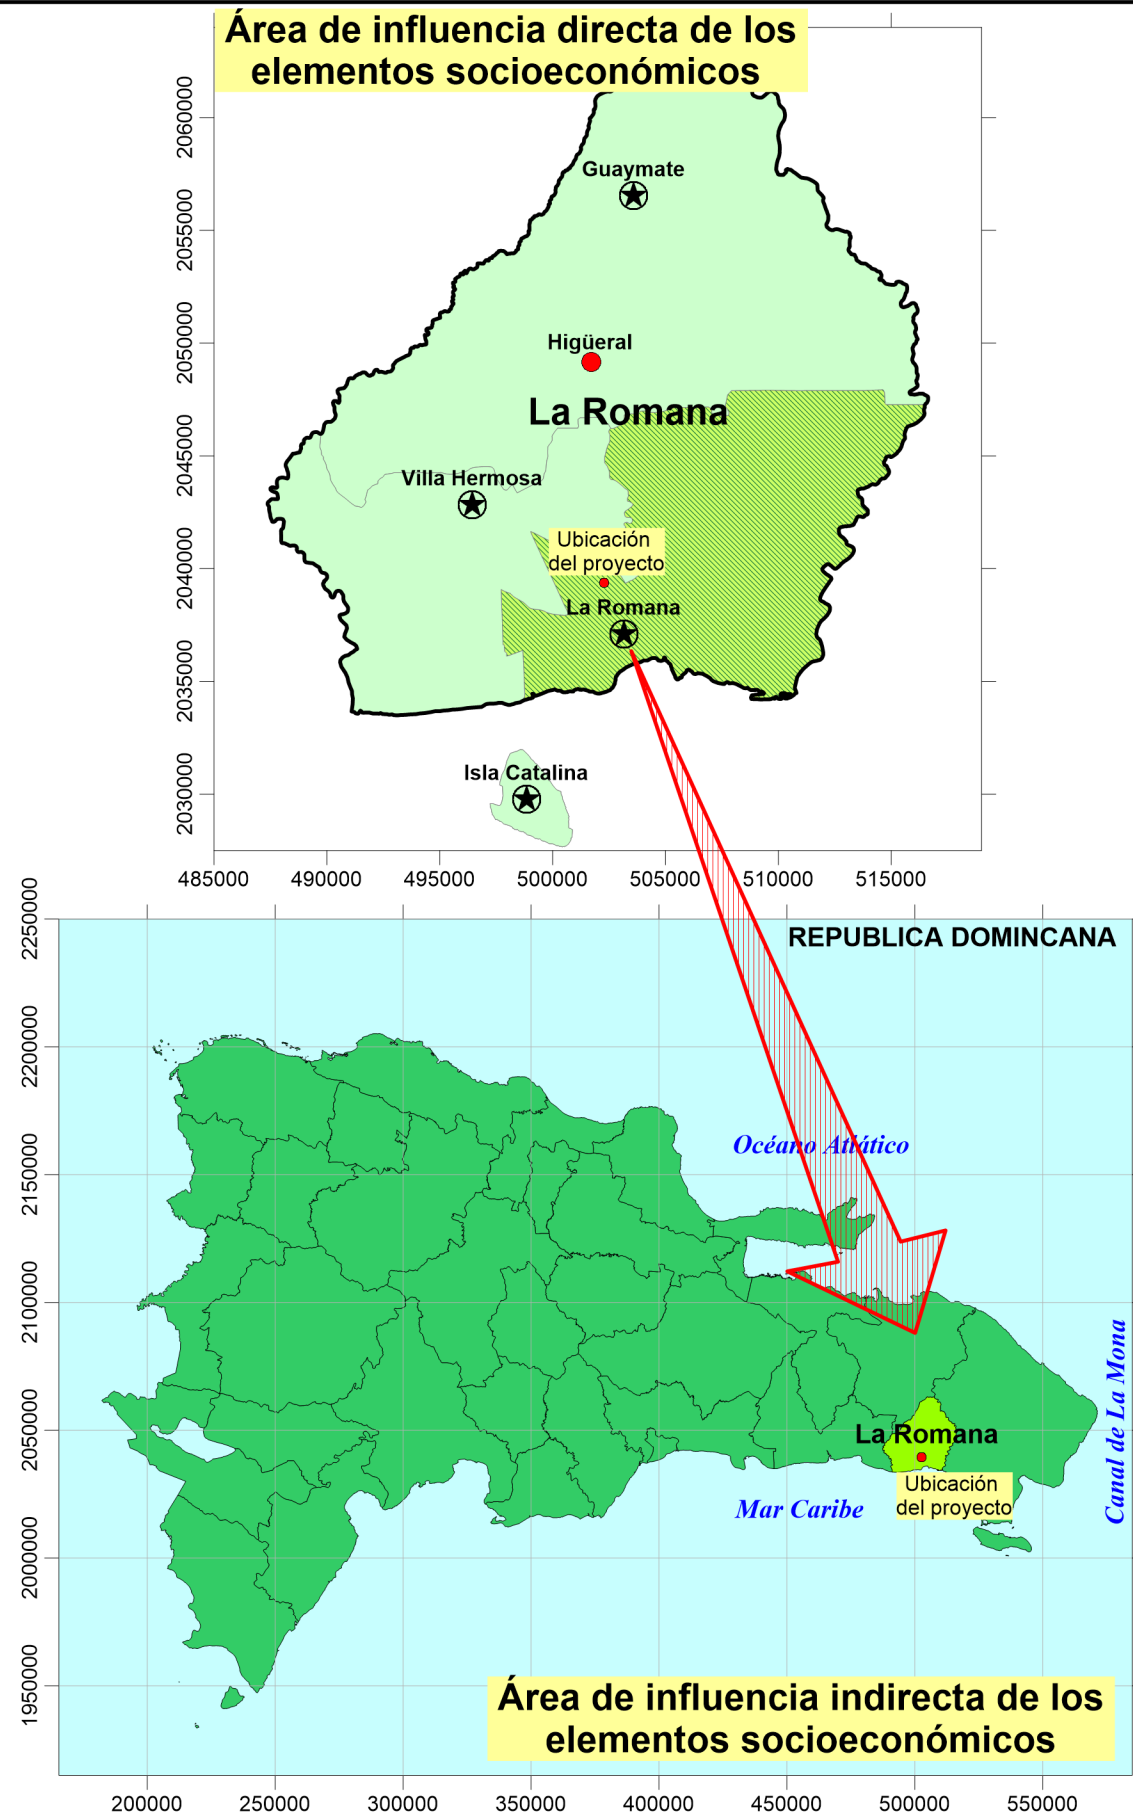 Área de influencia directa de los
elementos socioeconómicos
2060000
2055000
2050000
2045000
2040000
2035000
2030000
Guaymate
Higüeral
La Romana
Villa Hermosa
Ubicación
del proyecto
La Romana
Isla Catalina
485000 490000 495000 500000 505000 510000 515000
2250000
2200000
2150000
2100000
2050000
2000000
1950000
REPUBLICA DOMINCANA
Océano Atlático
Canal de La Mona
La Romana
Ubicación
del proyecto
Mar Caribe
Área de influencia indirecta de los
elementos socioeconómicos
200000 250000 300000 350000 400000 450000 500000 550000